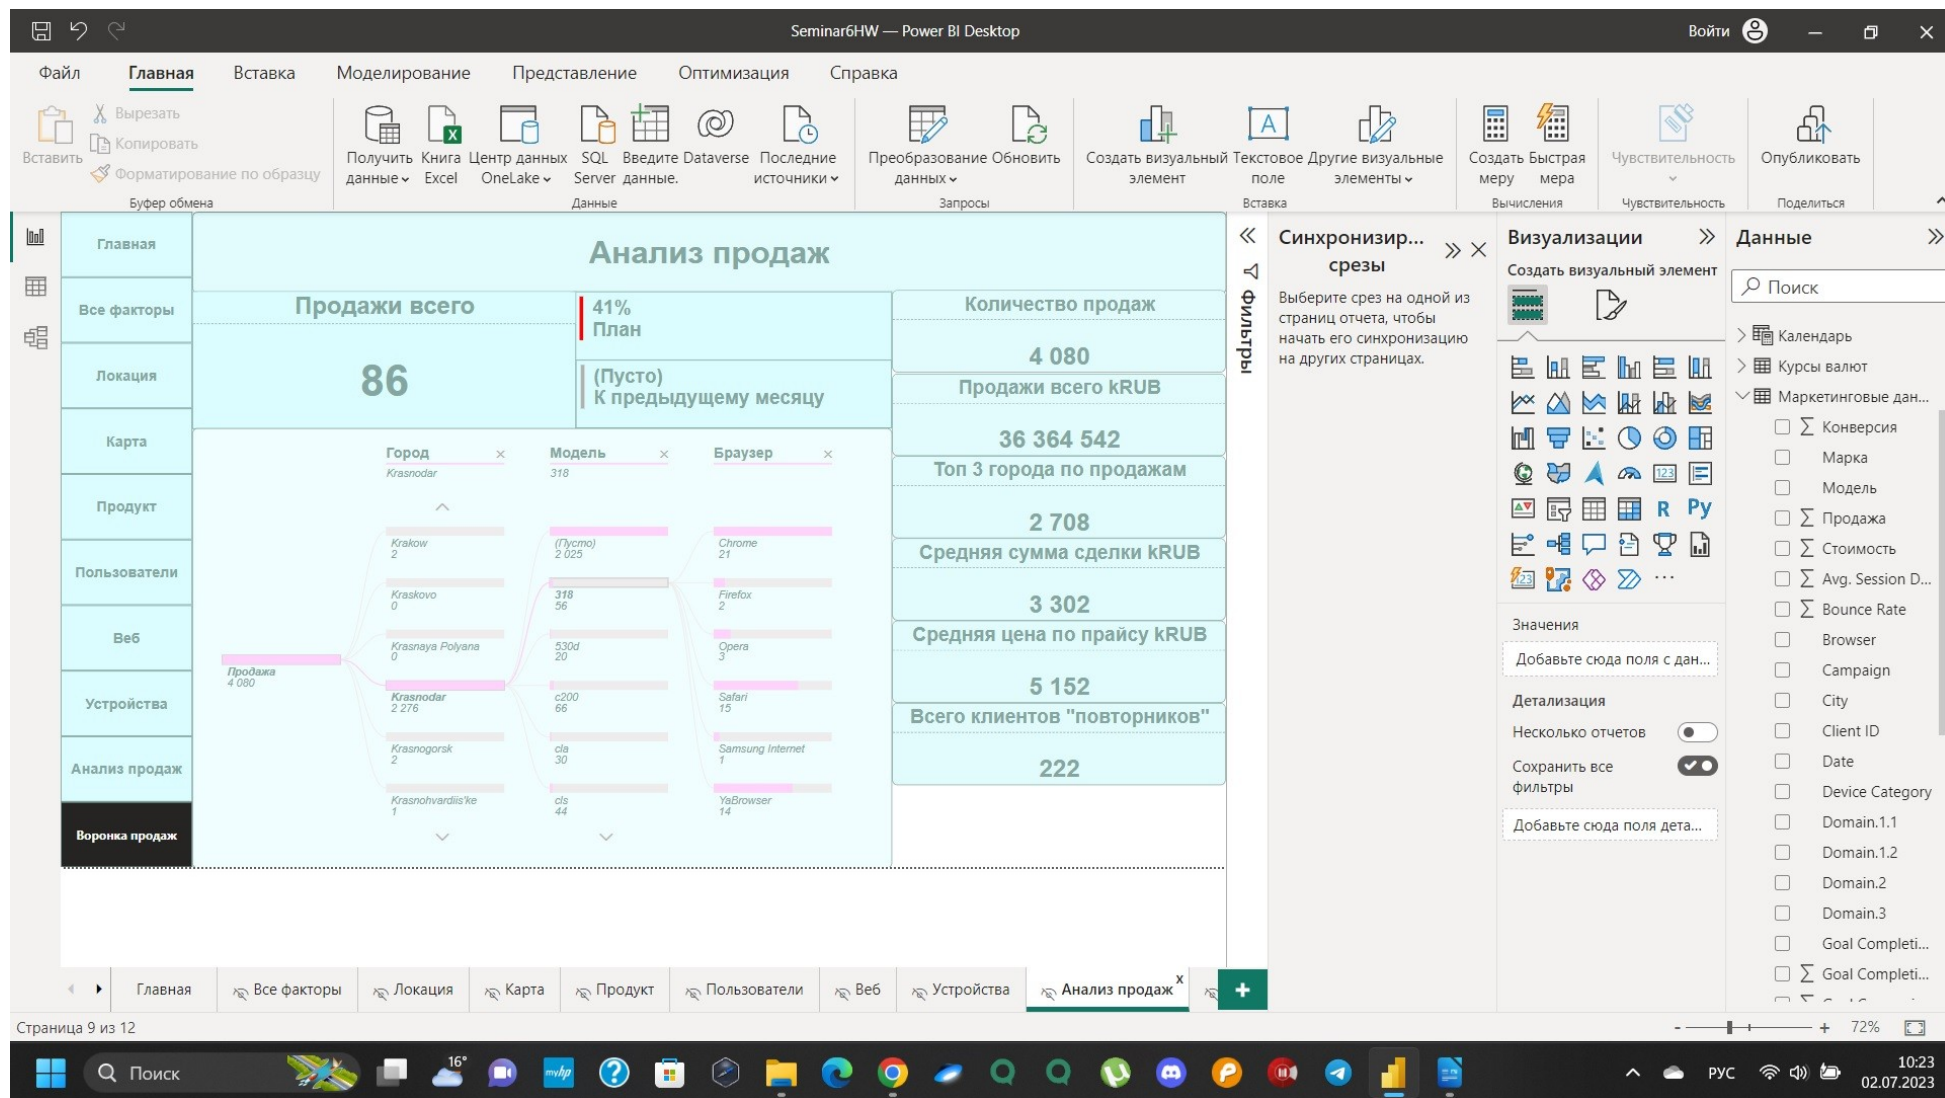 Seminar6HW — Power BI Desktop
Войти
Файл
Главная
Вставка
Моделирование
Представление
Оптимизация
Справка
Вставить
Вырезать
Копировать
Форматирование по образцу
Буфер обмена
Получить данные
Книга Excel
Центр данных OneLake
SQL Server
Введите данные.
Dataverse
Последние источники
Данные
Преобразование данных
Обновить
Запросы
Создать визуальный элемент
Текстовое поле
Другие визуальные элементы
Вставка
Создать меру
Быстрая мера
Вычисления
Чувствительность
Чувствительность
Опубликовать
Поделиться
Главная
Все факторы
Локация
Карта
Продукт
Пользователи
Веб
Устройства
Анализ продаж
Воронка продаж
Анализ продаж
Продажи всего
86
41%
План
(Пусто)
К предыдущему месяцу
Количество продаж
4 080
Продажи всего kRUB
36 364 542
Топ 3 города по продажам
2 708
Средняя сумма сделки kRUB
3 302
Средняя цена по прайсу kRUB
5 152
Всего клиентов "повторников"
222
Город
Krasnodar
Модель
318
Браузер
Продажа
4 080
Krakow
2
Kraskovo
0
Krasnaya Polyana
0
Krasnodar
2 276
Krasnogorsk
2
Krasnohvardiis'ke
1
(Пусто)
2 025
318
56
530d
20
c200
66
cla
30
cls
44
Chrome
21
Firefox
2
Opera
3
Safari
15
Samsung Internet
1
YaBrowser
14
Фильтры
Синхронизир...
срезы
Выберите срез на одной из
страниц отчета, чтобы
начать его синхронизацию
на других страницах.
Визуализации
Создать визуальный элемент
123
R
Py
123
Значения
Добавьте сюда поля с дан...
Детализация
Несколько отчетов
Сохранить все
фильтры
Добавьте сюда поля дета...
Данные
Поиск
Календарь
Курсы валют
Маркетинговые дан...
Конверсия
Марка
Модель
Продажа
Стоимость
Avg. Session D...
Bounce Rate
Browser
Campaign
City
Client ID
Date
Device Category
Domain.1.1
Domain.1.2
Domain.2
Domain.3
Goal Completi...
Goal Completi...
Главная
Все факторы
Локация
Карта
Продукт
Пользователи
Веб
Устройства
Анализ продаж
Страница 9 из 12
72%
Поиск
16°
myhp
РУС
10:23
02.07.2023